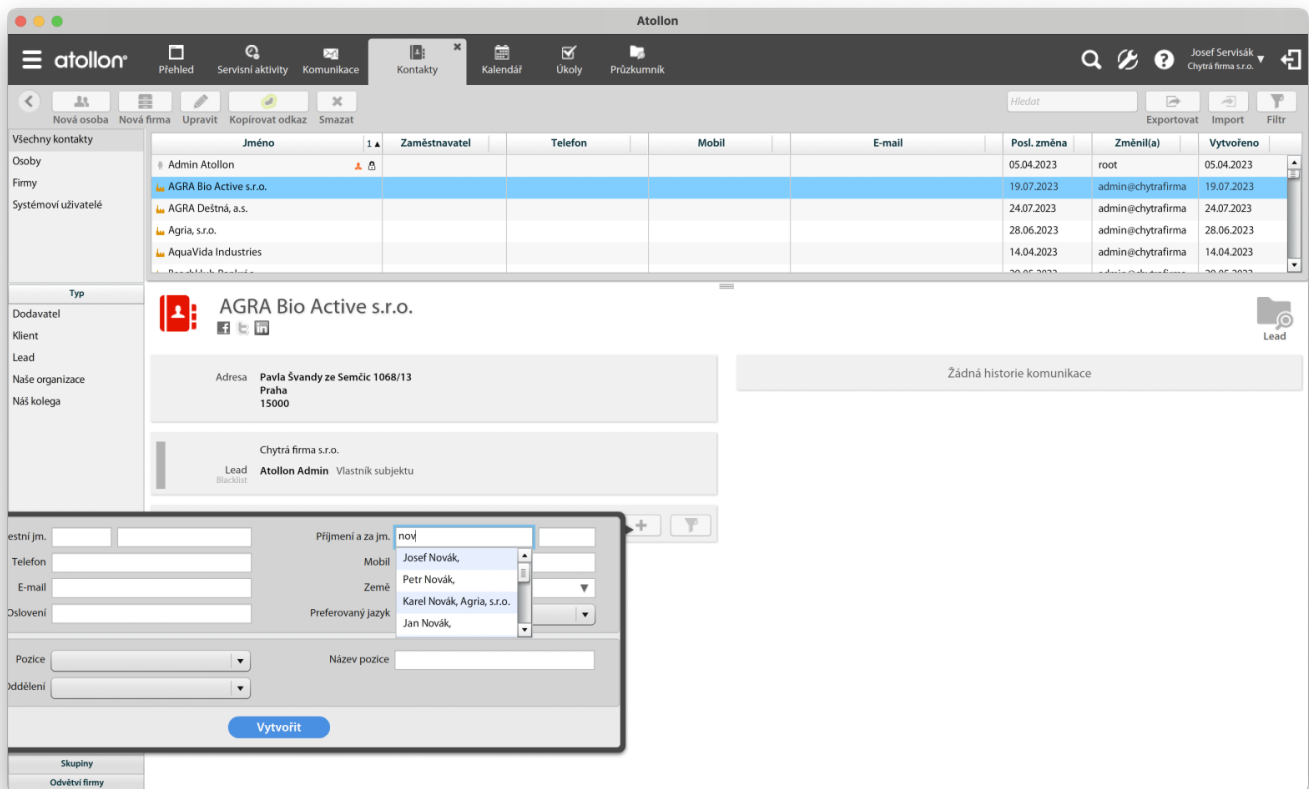 Atollon
atollon
Přehled
Servisní aktivity
Komunikace
Kontakty
Kalendář
Úkoly
Průzkumník
Josef Servisák
Chytrá firma s.r.o.
Nová osoba
Nová firma
Upravit
Kopírovat odkaz
Smazat
Hledat
Exportovat
Import
Filtr
Všechny kontakty
Osoby
Firmy
Systémoví uživatelé
Jméno 1 Zaměstnavatel Telefon Mobil E-mail Posl. změna Změnil(a) Vytvořeno
Admin Atollon 05.04.2023 root 05.04.2023
AGRA Bio Active s.r.o. 19.07.2023 admin@chytrafirma 19.07.2023
AGRA Deštná, a.s. 24.07.2023 admin@chytrafirma 24.07.2023
Agria, s.r.o. 28.06.2023 admin@chytrafirma 28.06.2023
AquaVida Industries 14.04.2023 admin@chytrafirma 14.04.2023
Typ
Dodavatel
Klient
Lead
Naše organizace
Náš kolega
AGRA Bio Active s.r.o.
Lead
Adresa Pavla Švandy ze Semčic 1068/13
Praha
15000
Žádná historie komunikace
Chytrá firma s.r.o.
Lead Atollon Admin Vlastník subjektu
Blacklist
estní jm. Příjmení a za jm. nov
Telefon Mobil
E-mail Země
Oslovení Preferovaný jazyk
Josef Novák,
Petr Novák,
Karel Novák, Agria, s.r.o.
Jan Novák,
Pozice Název pozice
Oddělení
Vytvořit
Skupiny
Odvětví firmy